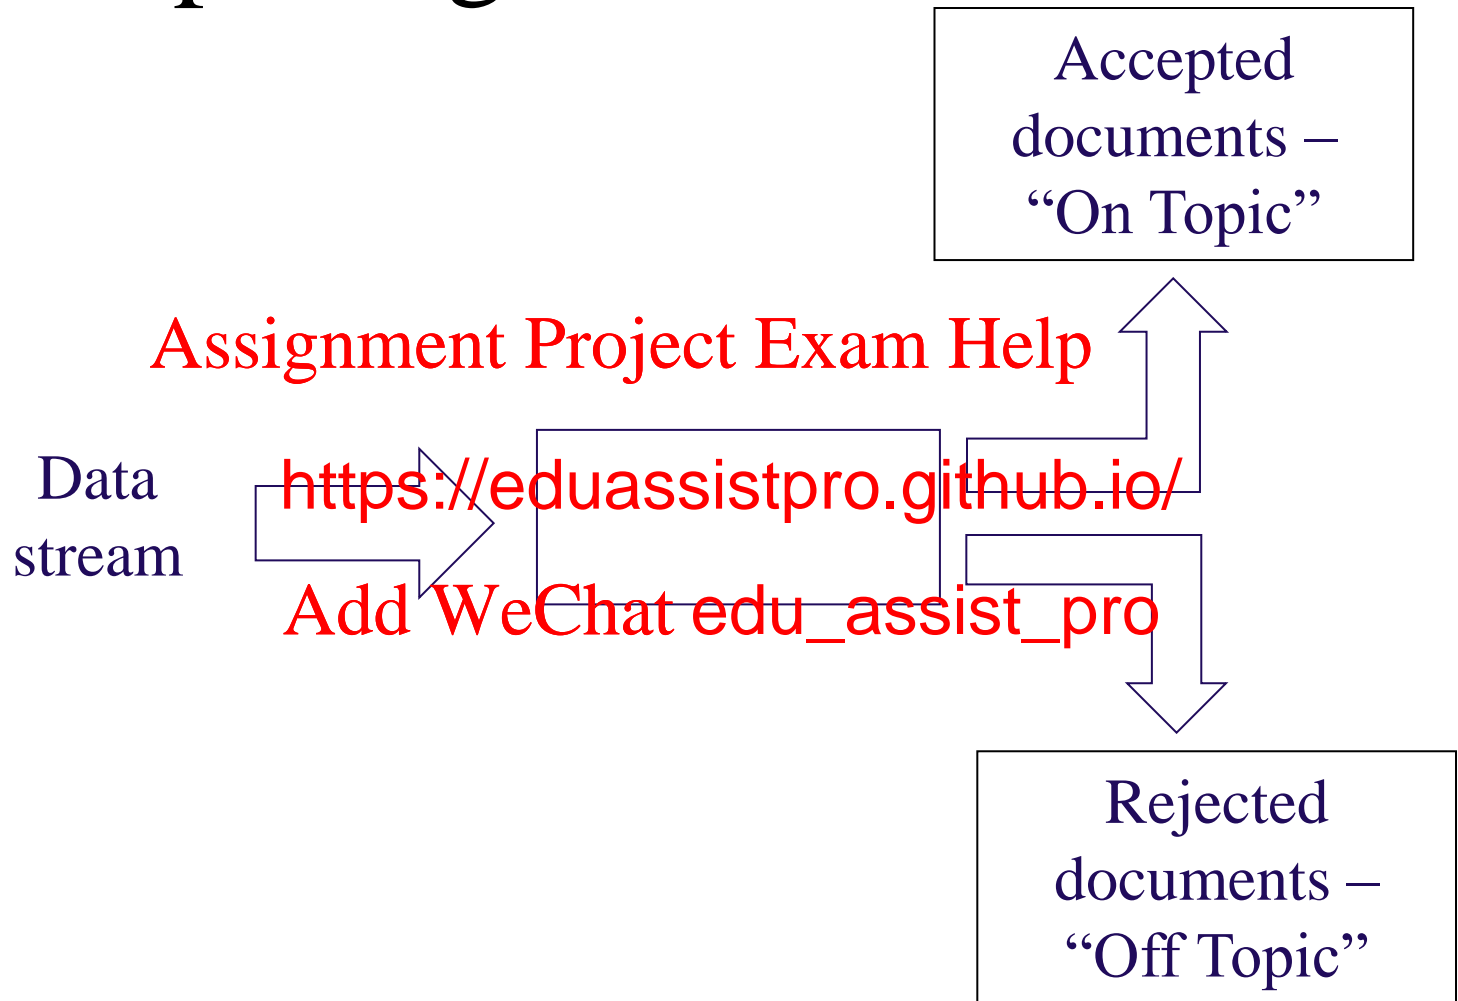 Accepted
documents –
“On Topic”
Assignment Project Exam Help
Data
stream
https://eduassistpro.github.io/
Add WeChat edu_assist_pro
Rejected
documents –
“Off Topic”